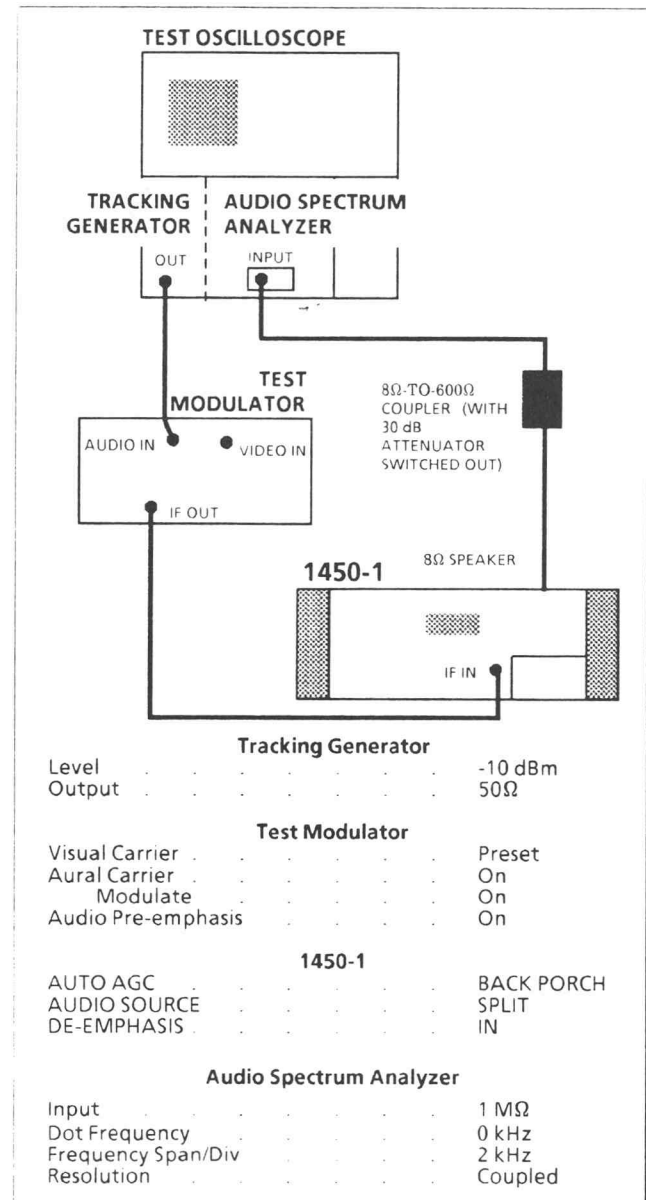 TEST OSCILLOSCOPE
TRACKING GENERATOR
AUDIO SPECTRUM ANALYZER
OUT
INPUT
TEST MODULATOR
AUDIO IN
VIDEO IN
IF OUT
8Ω-TO-600Ω
COUPLER (WITH
30 dB
ATTENUATOR
SWITCHED OUT)
8Ω SPEAKER
1450-1
IF IN
Tracking Generator
Level . . . . . . . -10 dBm
Output . . . . . . . 50Ω
Test Modulator
Visual Carrier . . . . . . Preset
Aural Carrier . . . . . . On
Modulate . . . . . . On
Audio Pre-emphasis . . . . On
1450-1
AUTO AGC . . . . . . BACK PORCH
AUDIO SOURCE . . . . . SPLIT
DE-EMPHASIS . . . . . . IN
Audio Spectrum Analyzer
Input . . . . . . . 1 MΩ
Dot Frequency . . . . . 0 kHz
Frequency Span/Div . . . . 2 kHz
Resolution . . . . . . Coupled